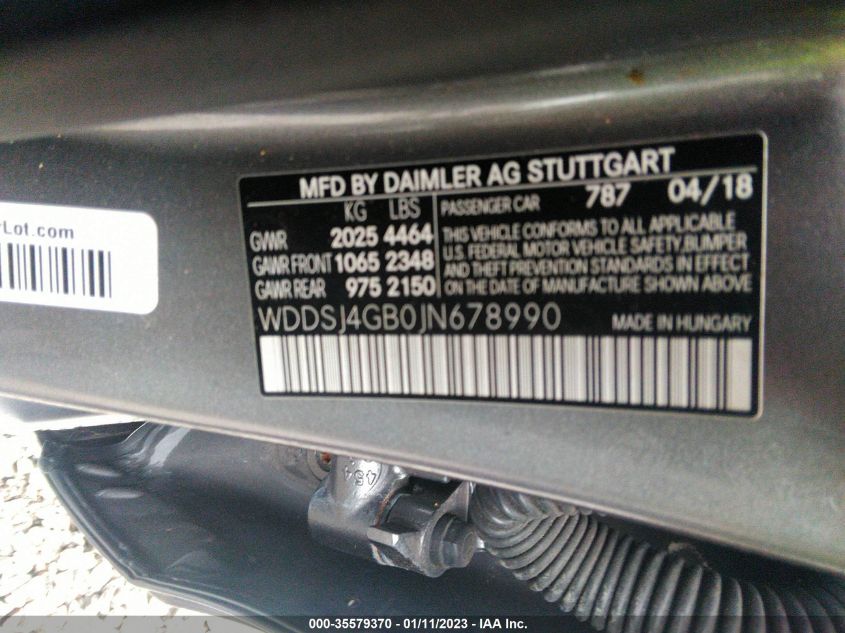 MFD BY DAIMLER AG STUTTGART
KG LBS
GVWR 2025 4464
GAWR FRONT 1065 2348
GAWR REAR 975 2150
PASSENGER CAR 787 04/18
THIS VEHICLE CONFORMS TO ALL APPLICABLE
U.S. FEDERAL MOTOR VEHICLE SAFETY, BUMPER
AND THEFT PREVENTION STANDARDS IN EFFECT
ON THE DATE OF MANUFACTURE SHOWN ABOVE
WDDSJ4GB0JN678990 MADE IN HUNGARY
Lot.com
454
000-35579370 - 01/11/2023 - IAA Inc.